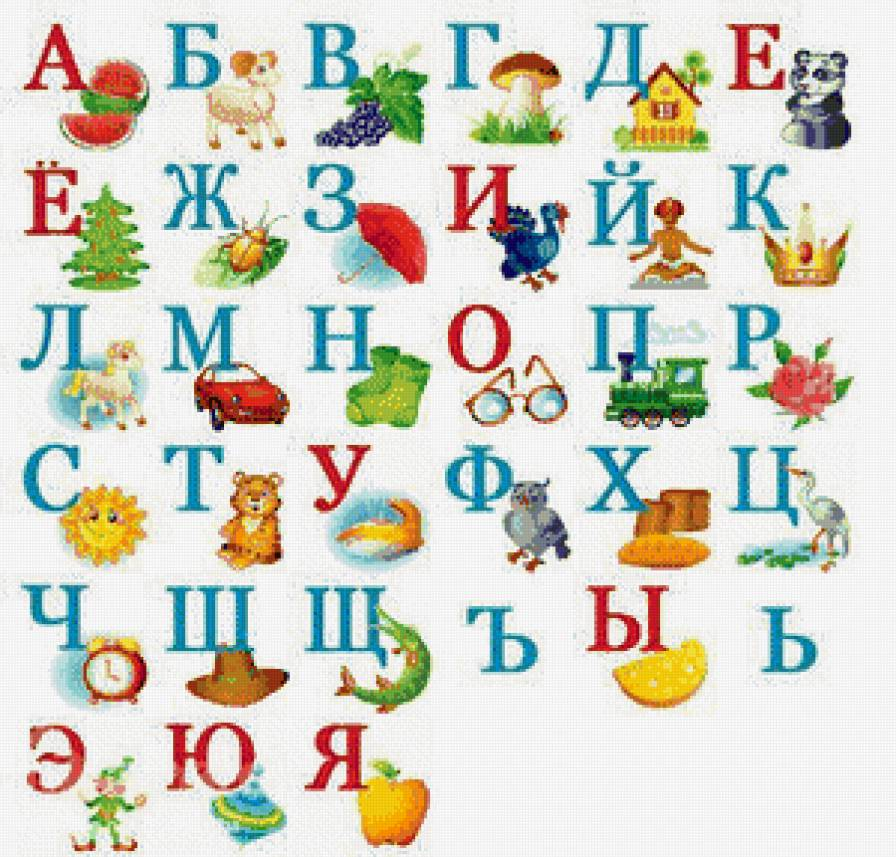 А Б В Г Д Е
Ё Ж З И Й К
Л М Н О П Р
С Т У Ф Х Ц
Ч Ш Щ Ъ Ы Ь
Э Ю Я